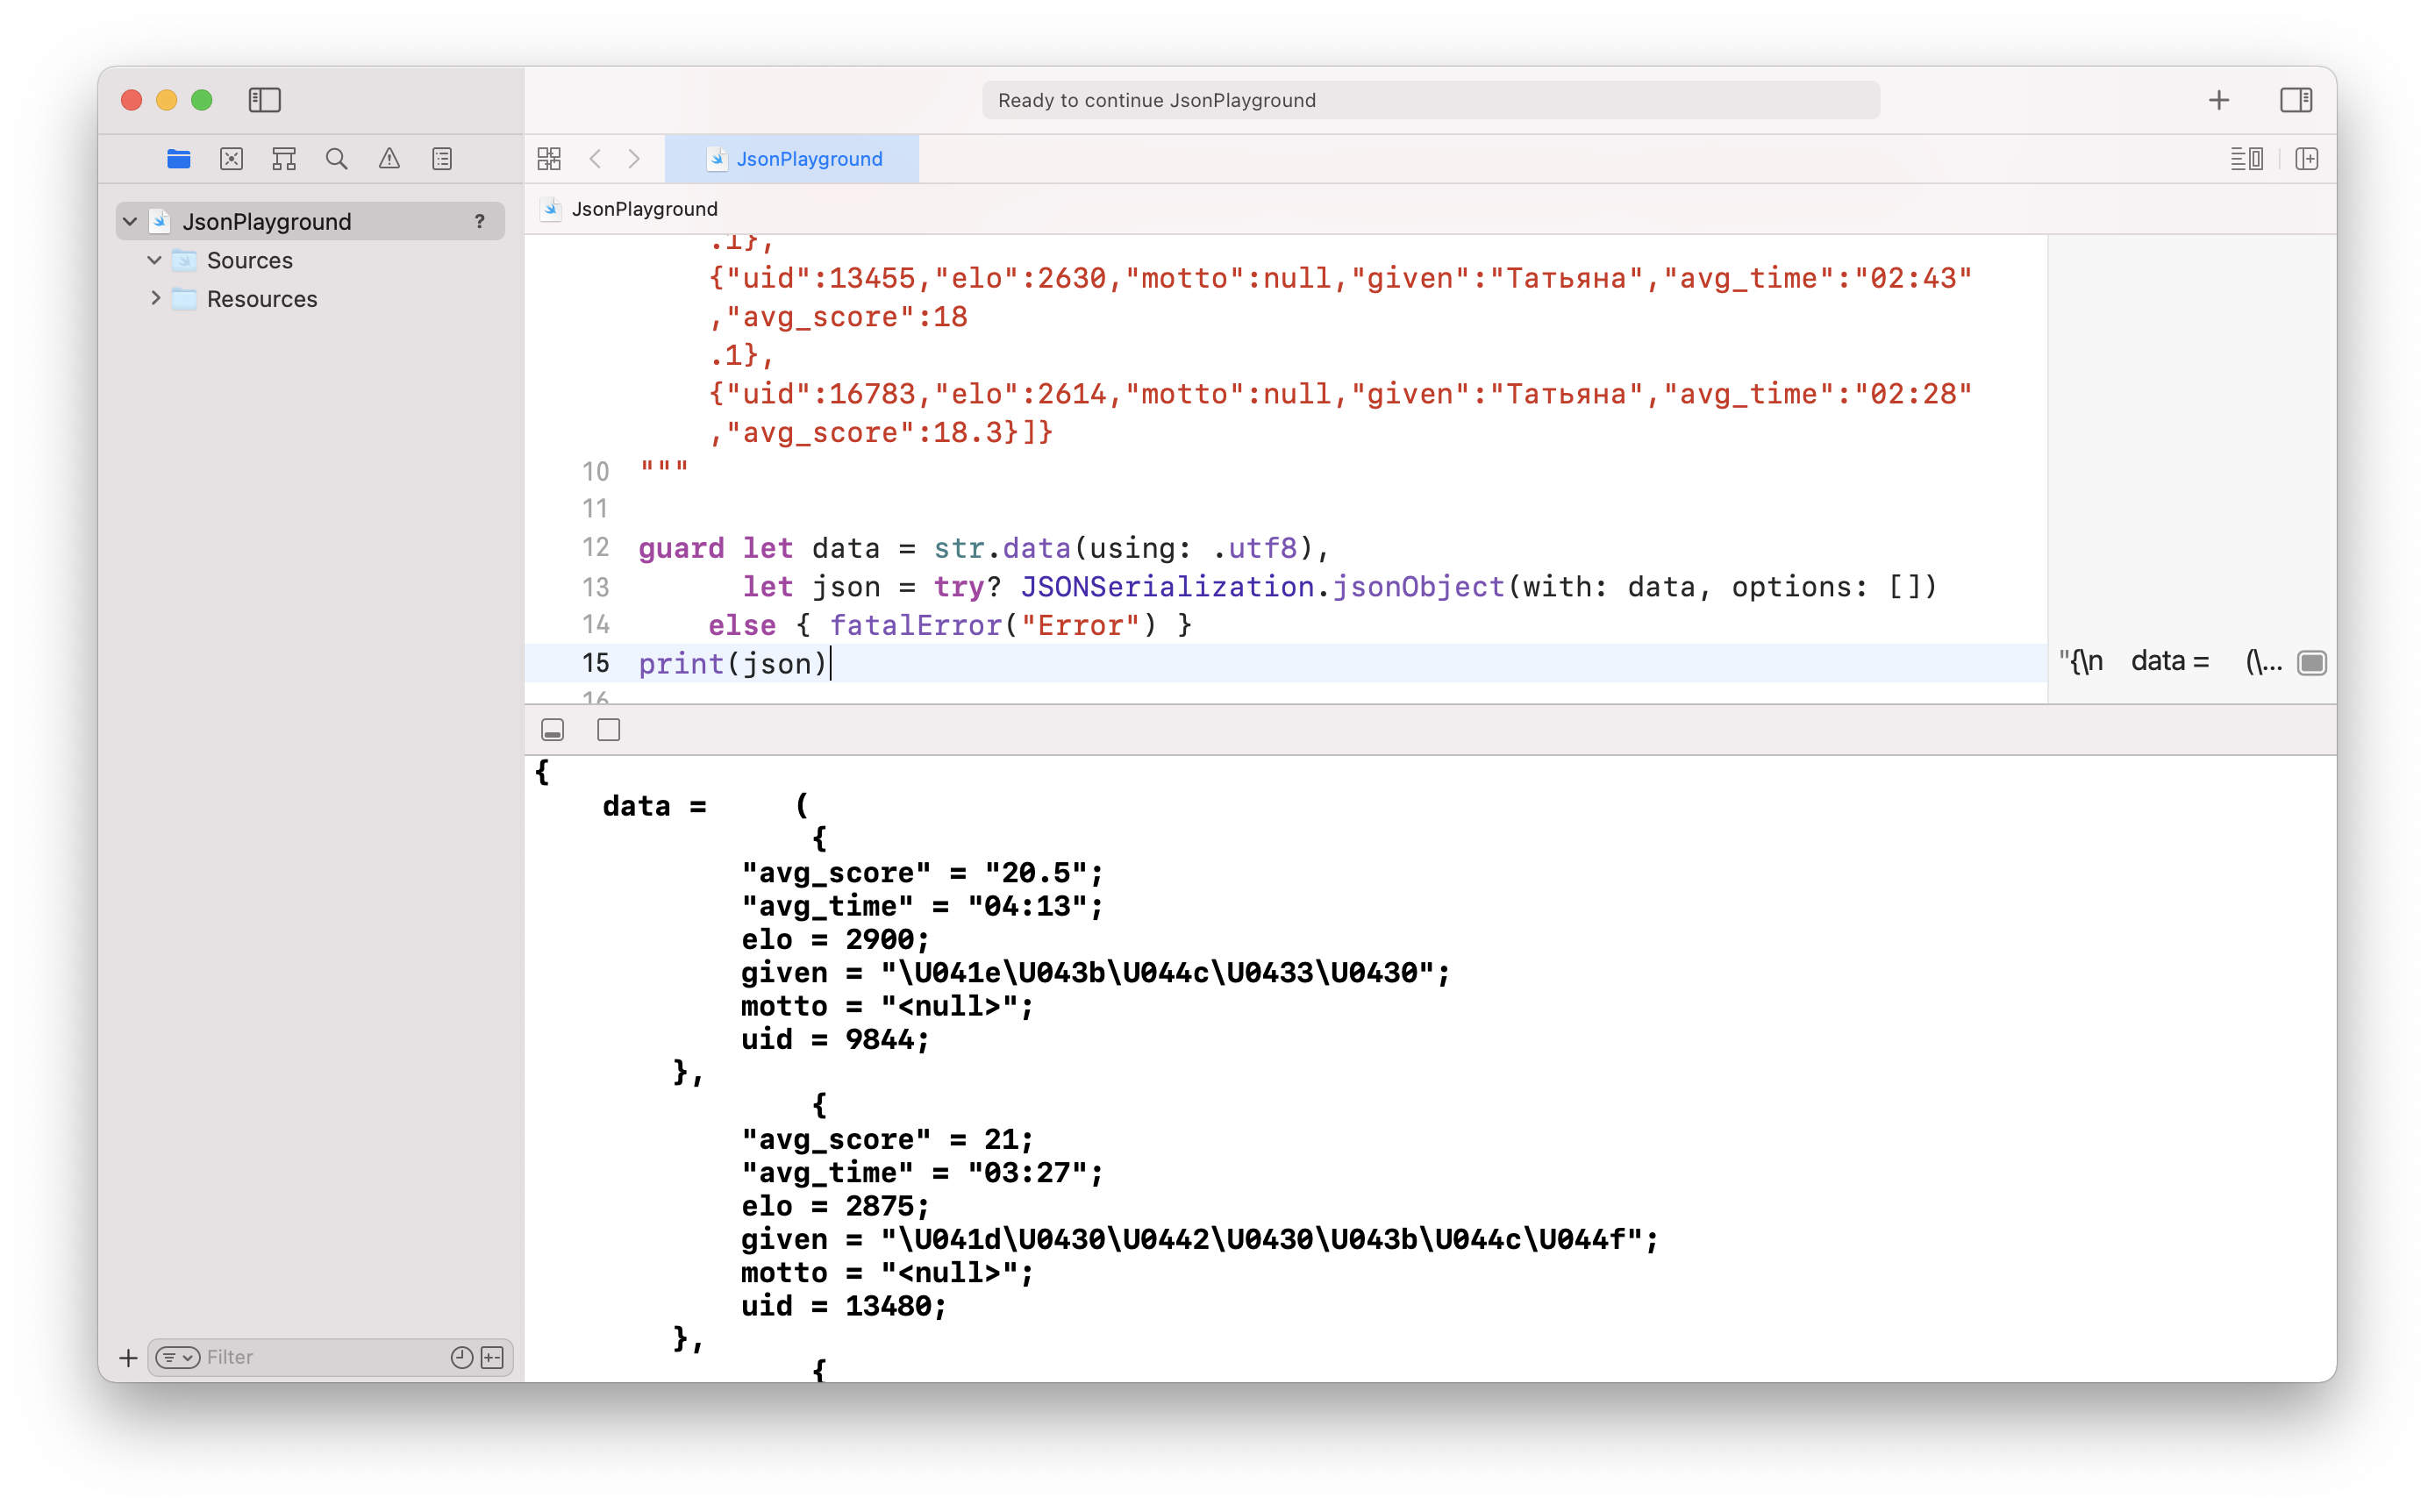 Ready to continue JsonPlayground
JsonPlayground
JsonPlayground ?
Sources
Resources
JsonPlayground
.1},
{"uid":13455,"elo":2630,"motto":null,"given":"Татьяна","avg_time":"02:43"
,"avg_score":18
.1},
{"uid":16783,"elo":2614,"motto":null,"given":"Татьяна","avg_time":"02:28"
,"avg_score":18.3}]}
10 """
11
12 guard let data = str.data(using: .utf8),
13 let json = try? JSONSerialization.jsonObject(with: data, options: [])
14 else { fatalError("Error") }
15 print(json)
"{\n data = (\...
16
{
data = (
{
"avg_score" = "20.5";
"avg_time" = "04:13";
elo = 2900;
given = "\U041e\U043b\U044c\U0433\U0430";
motto = "<null>";
uid = 9844;
},
{
"avg_score" = 21;
"avg_time" = "03:27";
elo = 2875;
given = "\U041d\U0430\U0442\U0430\U043b\U044c\U044f";
motto = "<null>";
uid = 13480;
},
{
Filter